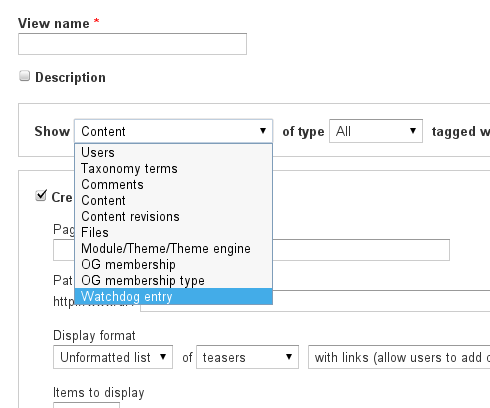 View name *
Description
Show Content of type All tagged w
Users
Taxonomy terms
Comments
Content
Content revisions
Files
Module/Theme/Theme engine
OG membership
OG membership type
Watchdog entry
Cre
Pag
Pat
Display format
Unformatted list of teasers with links (allow users to add c
Items to display